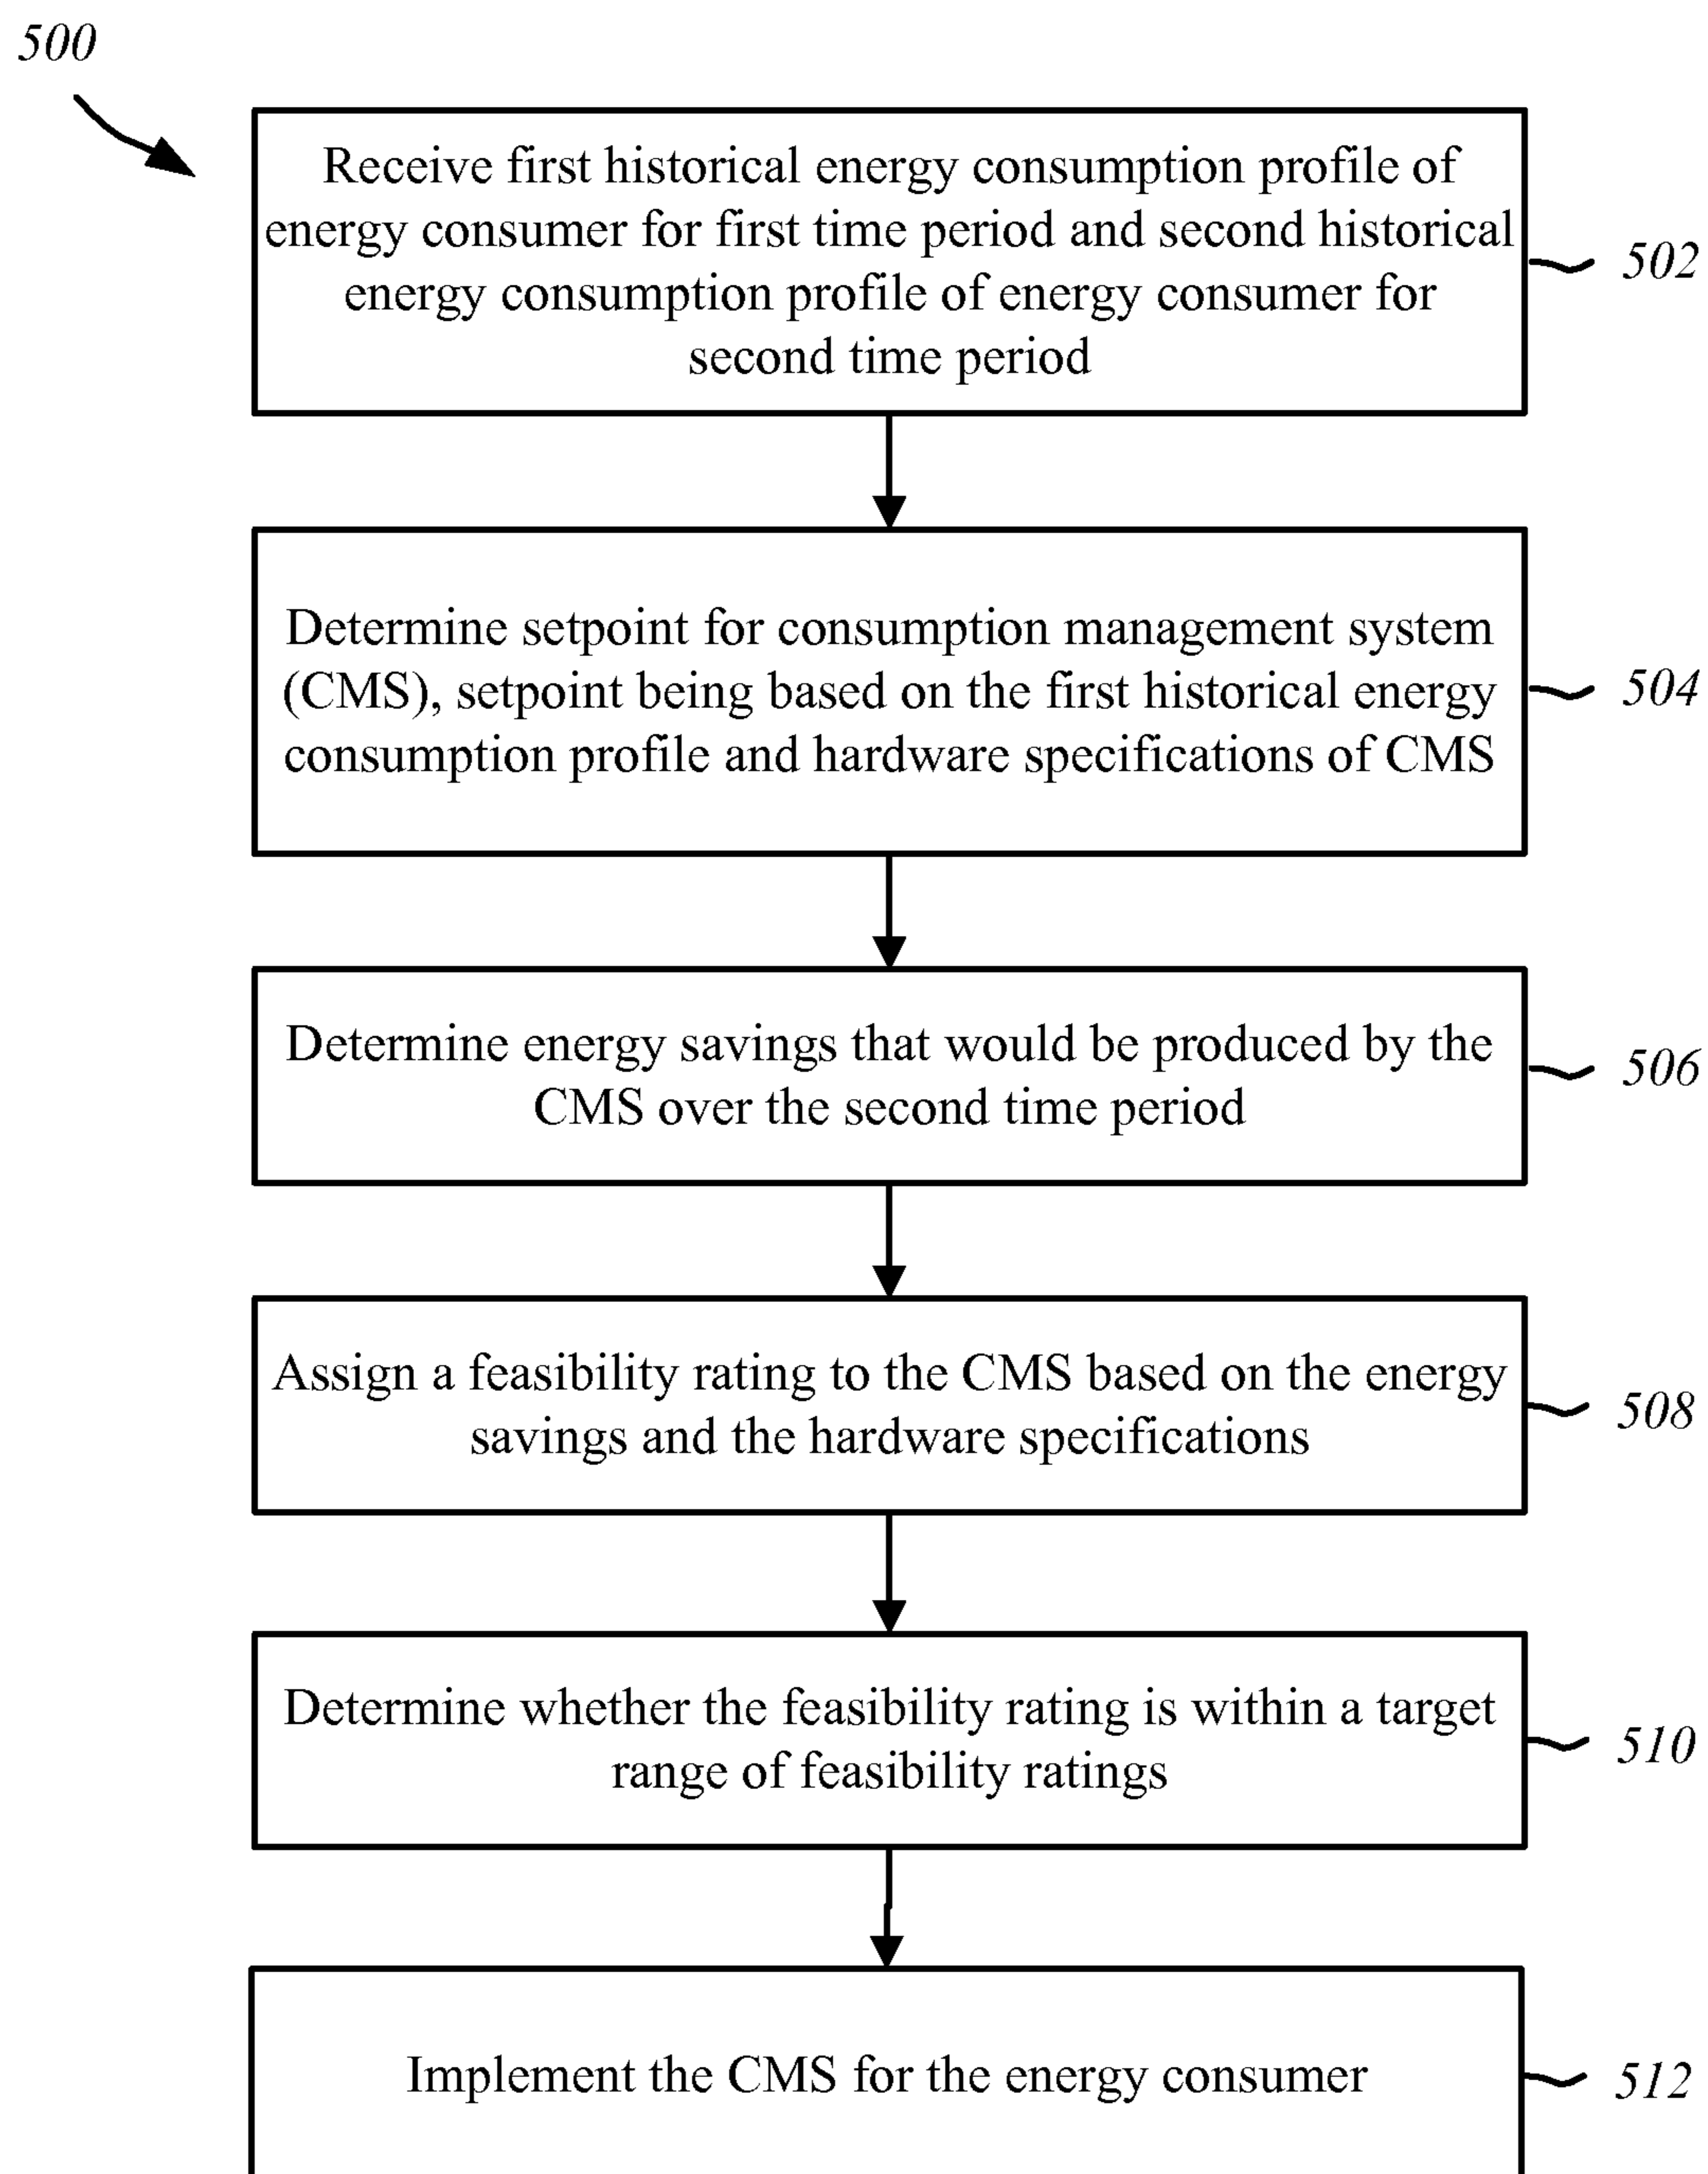 500
Receive first historical energy consumption profile of
energy consumer for first time period and second historical
energy consumption profile of energy consumer for
second time period
502
Determine setpoint for consumption management system
(CMS), setpoint being based on the first historical energy
consumption profile and hardware specifications of CMS
504
Determine energy savings that would be produced by the
CMS over the second time period
506
Assign a feasibility rating to the CMS based on the energy
savings and the hardware specifications
508
Determine whether the feasibility rating is within a target
range of feasibility ratings
510
Implement the CMS for the energy consumer
512